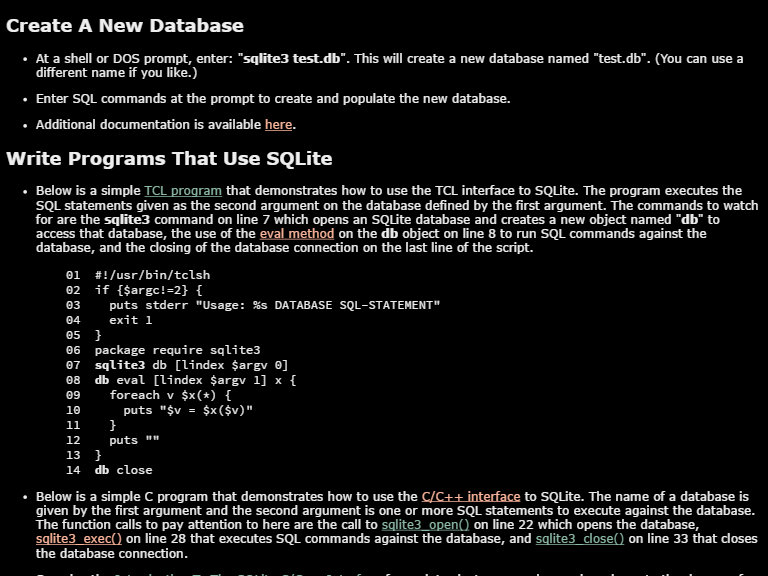 Create A New Database
• At a shell or DOS prompt, enter: "sqlite3 test.db". This will create a new database named "test.db". (You can use a
different name if you like.)
• Enter SQL commands at the prompt to create and populate the new database.
• Additional documentation is available here.
Write Programs That Use SQLite
• Below is a simple TCL program that demonstrates how to use the TCL interface to SQLite. The program executes the
SQL statements given as the second argument on the database defined by the first argument. The commands to watch
for are the sqlite3 command on line 7 which opens an SQLite database and creates a new object named "db" to
access that database, the use of the eval method on the db object on line 8 to run SQL commands against the
database, and the closing of the database connection on the last line of the script.
01  #!/usr/bin/tclsh
02  if {$argc!=2} {
03    puts stderr "Usage: %s DATABASE SQL-STATEMENT"
04    exit 1
05  }
06  package require sqlite3
07  sqlite3 db [lindex $argv 0]
08  db eval [lindex $argv 1] x {
09    foreach v $x(*) {
10      puts "$v = $x($v)"
11    }
12    puts ""
13  }
14  db close
• Below is a simple C program that demonstrates how to use the C/C++ interface to SQLite. The name of a database is
given by the first argument and the second argument is one or more SQL statements to execute against the database.
The function calls to pay attention to here are the call to sqlite3_open() on line 22 which opens the database,
sqlite3_exec() on line 28 that executes SQL commands against the database, and sqlite3_close() on line 33 that closes
the database connection.